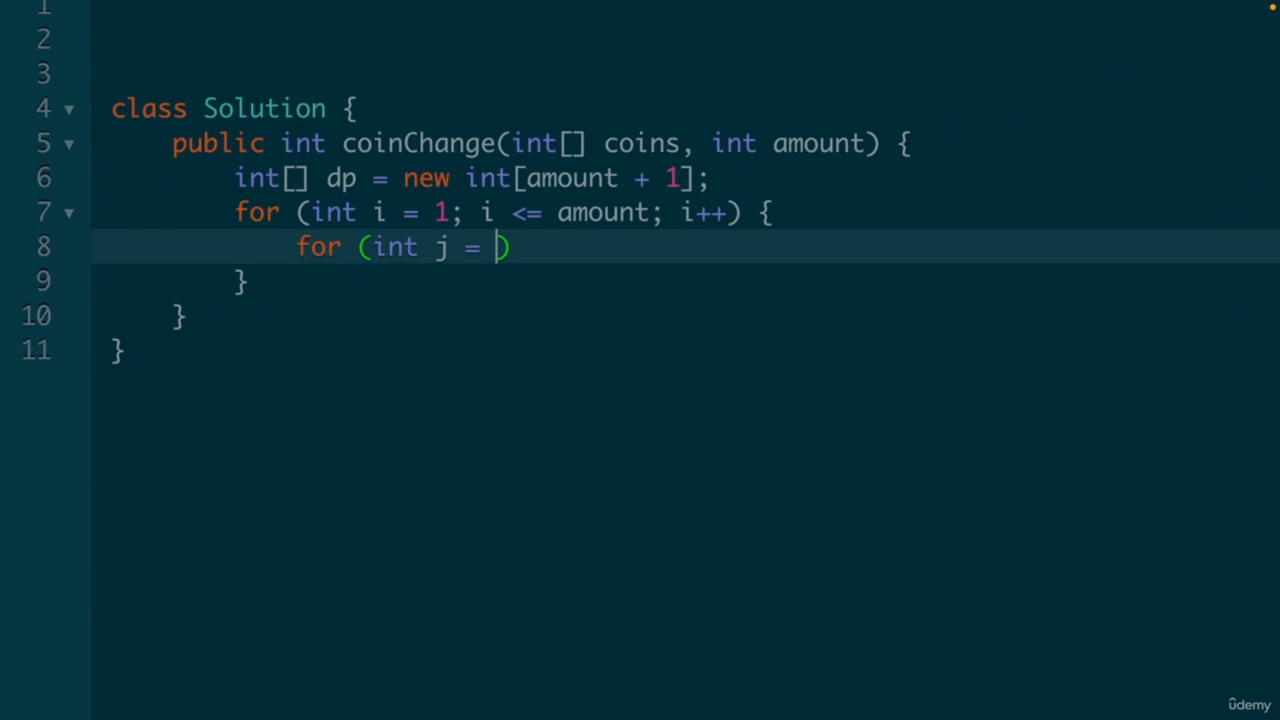 1
2
3
4 class Solution {
5 public int coinChange(int[] coins, int amount) {
6 int[] dp = new int[amount + 1];
7 for (int i = 1; i <= amount; i++) {
8 for (int j = )
9 }
10 }
11 }
ûdemy